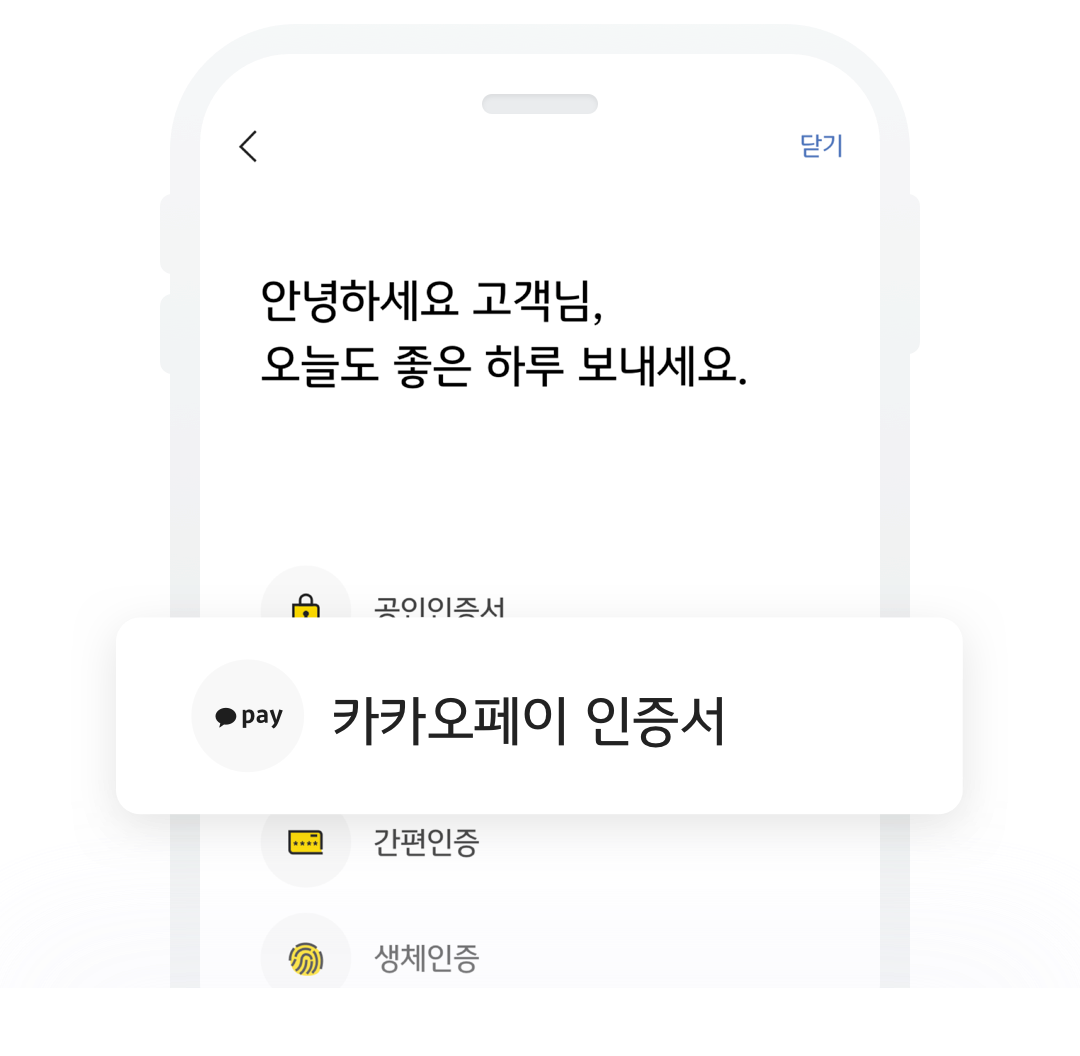 닫기
안녕하세요 고객님,
오늘도 좋은 하루 보내세요.
공인인증서
pay 카카오페이 인증서
간편인증
생체인증